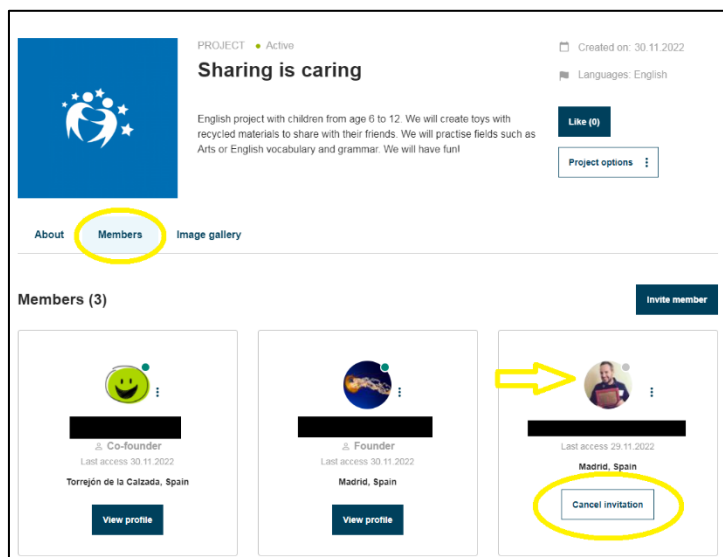 PROJECT • Active
Sharing is caring
English project with children from age 6 to 12. We will create toys with
recycled materials to share with their friends. We will practise fields such as
Arts or English vocabulary and grammar. We will have fun!
Created on: 30.11.2022
Languages: English
Like (0)
Project options
About Members Image gallery
Members (3)
Invite member
Co-founder
Last access 30.11.2022
Torrejón de la Calzada, Spain
View profile
Founder
Last access 30.11.2022
Madrid, Spain
View profile
Last access 29.11.2022
Madrid, Spain
Cancel invitation